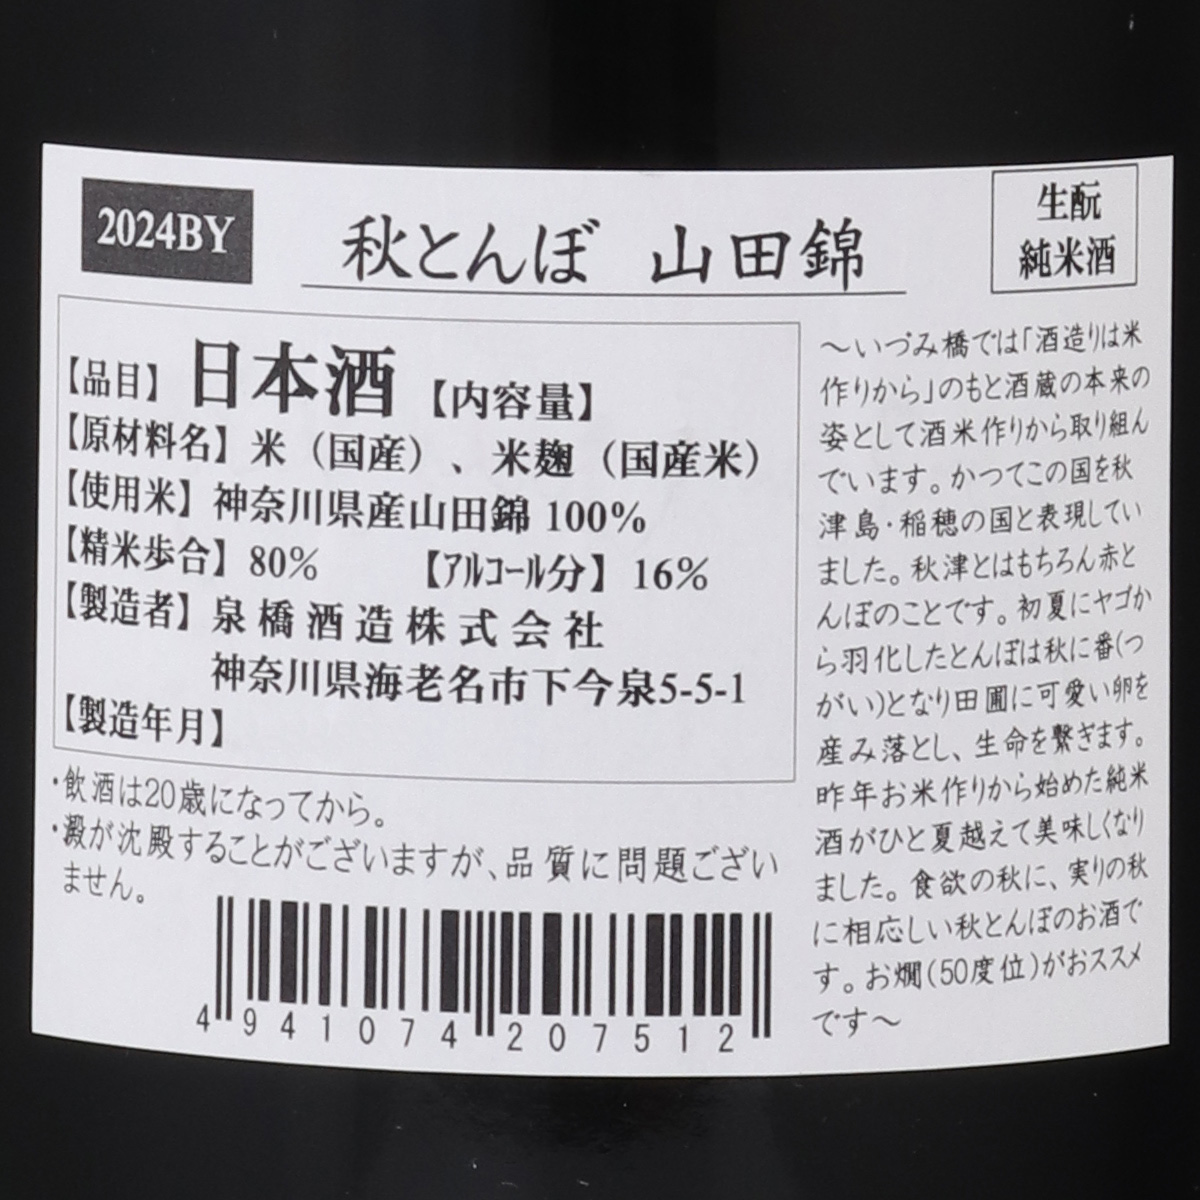 2024BY
秋とんぼ 山田錦
生酛
純米酒
【品目】日本酒【内容量】
【原材料名】米（国産）、米麹（国産米）
【使用米】神奈川県産山田錦 100%
【精米歩合】80% 【アルコール分】16%
【製造者】泉橋酒造株式会社
神奈川県海老名市下今泉5-5-1
【製造年月】
・飲酒は20歳になってから。
・澱が沈殿することがございますが、品質に問題ござい
ません。
4941074207512
～いづみ橋では「酒造りは米
作りから」のもと酒蔵の本来の
姿として酒米作りから取り組ん
でいます。かつてこの国を秋
津島・稲穂の国と表現してい
ました。秋津とはもちろん赤と
んぼのことです。初夏にヤゴか
ら羽化したとんぼは秋に番(つ
がい)となり田圃に可愛い卵を
産み落とし、生命を繋ぎます。
昨年お米作りから始めた純米
酒がひと夏越えて美味しくなり
ました。食欲の秋に、実りの秋
に相応しい秋とんぼのお酒で
す。お燗(50度位)がおススメ
です～